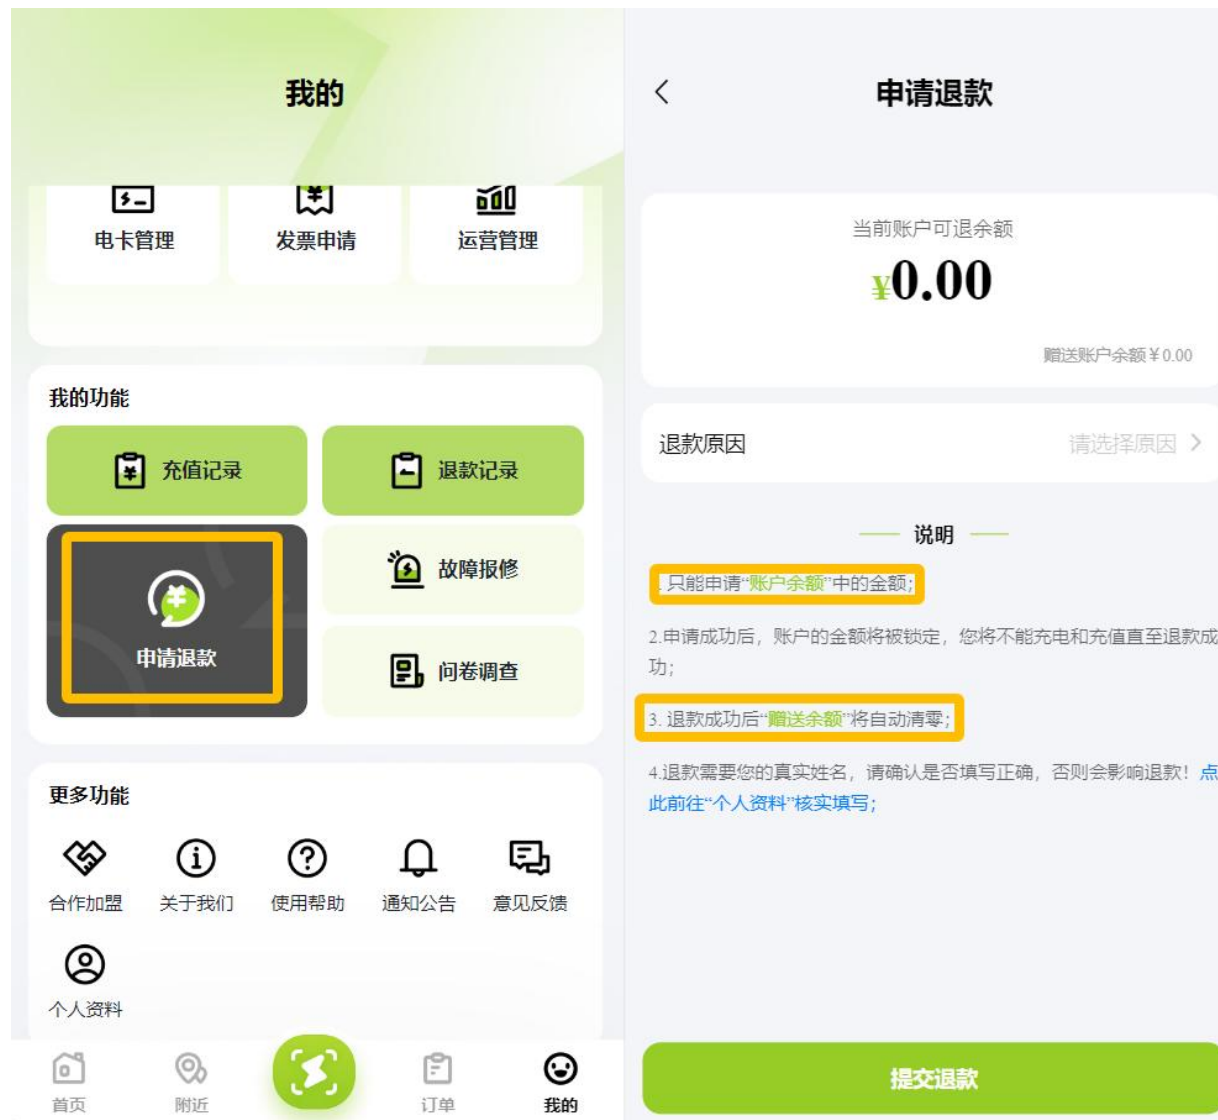 我的
电卡管理
发票申请
运营管理
我的功能
充值记录
退款记录
申请退款
故障报修
问卷调查
更多功能
合作加盟
关于我们
使用帮助
通知公告
意见反馈
个人资料
首页
附近
订单
我的
申请退款
当前账户可退余额
¥0.00
赠送账户余额¥0.00
退款原因
请选择原因
说明
. 只能申请“账户余额”中的金额;
2.申请成功后，账户的金额将被锁定，您将不能充电和充值直至退款成
功;
3. 退款成功后“赠送余额”将自动清零;
4.退款需要您的真实姓名，请确认是否填写正确，否则会影响退款！点
此前往“个人资料”核实填写;
提交退款